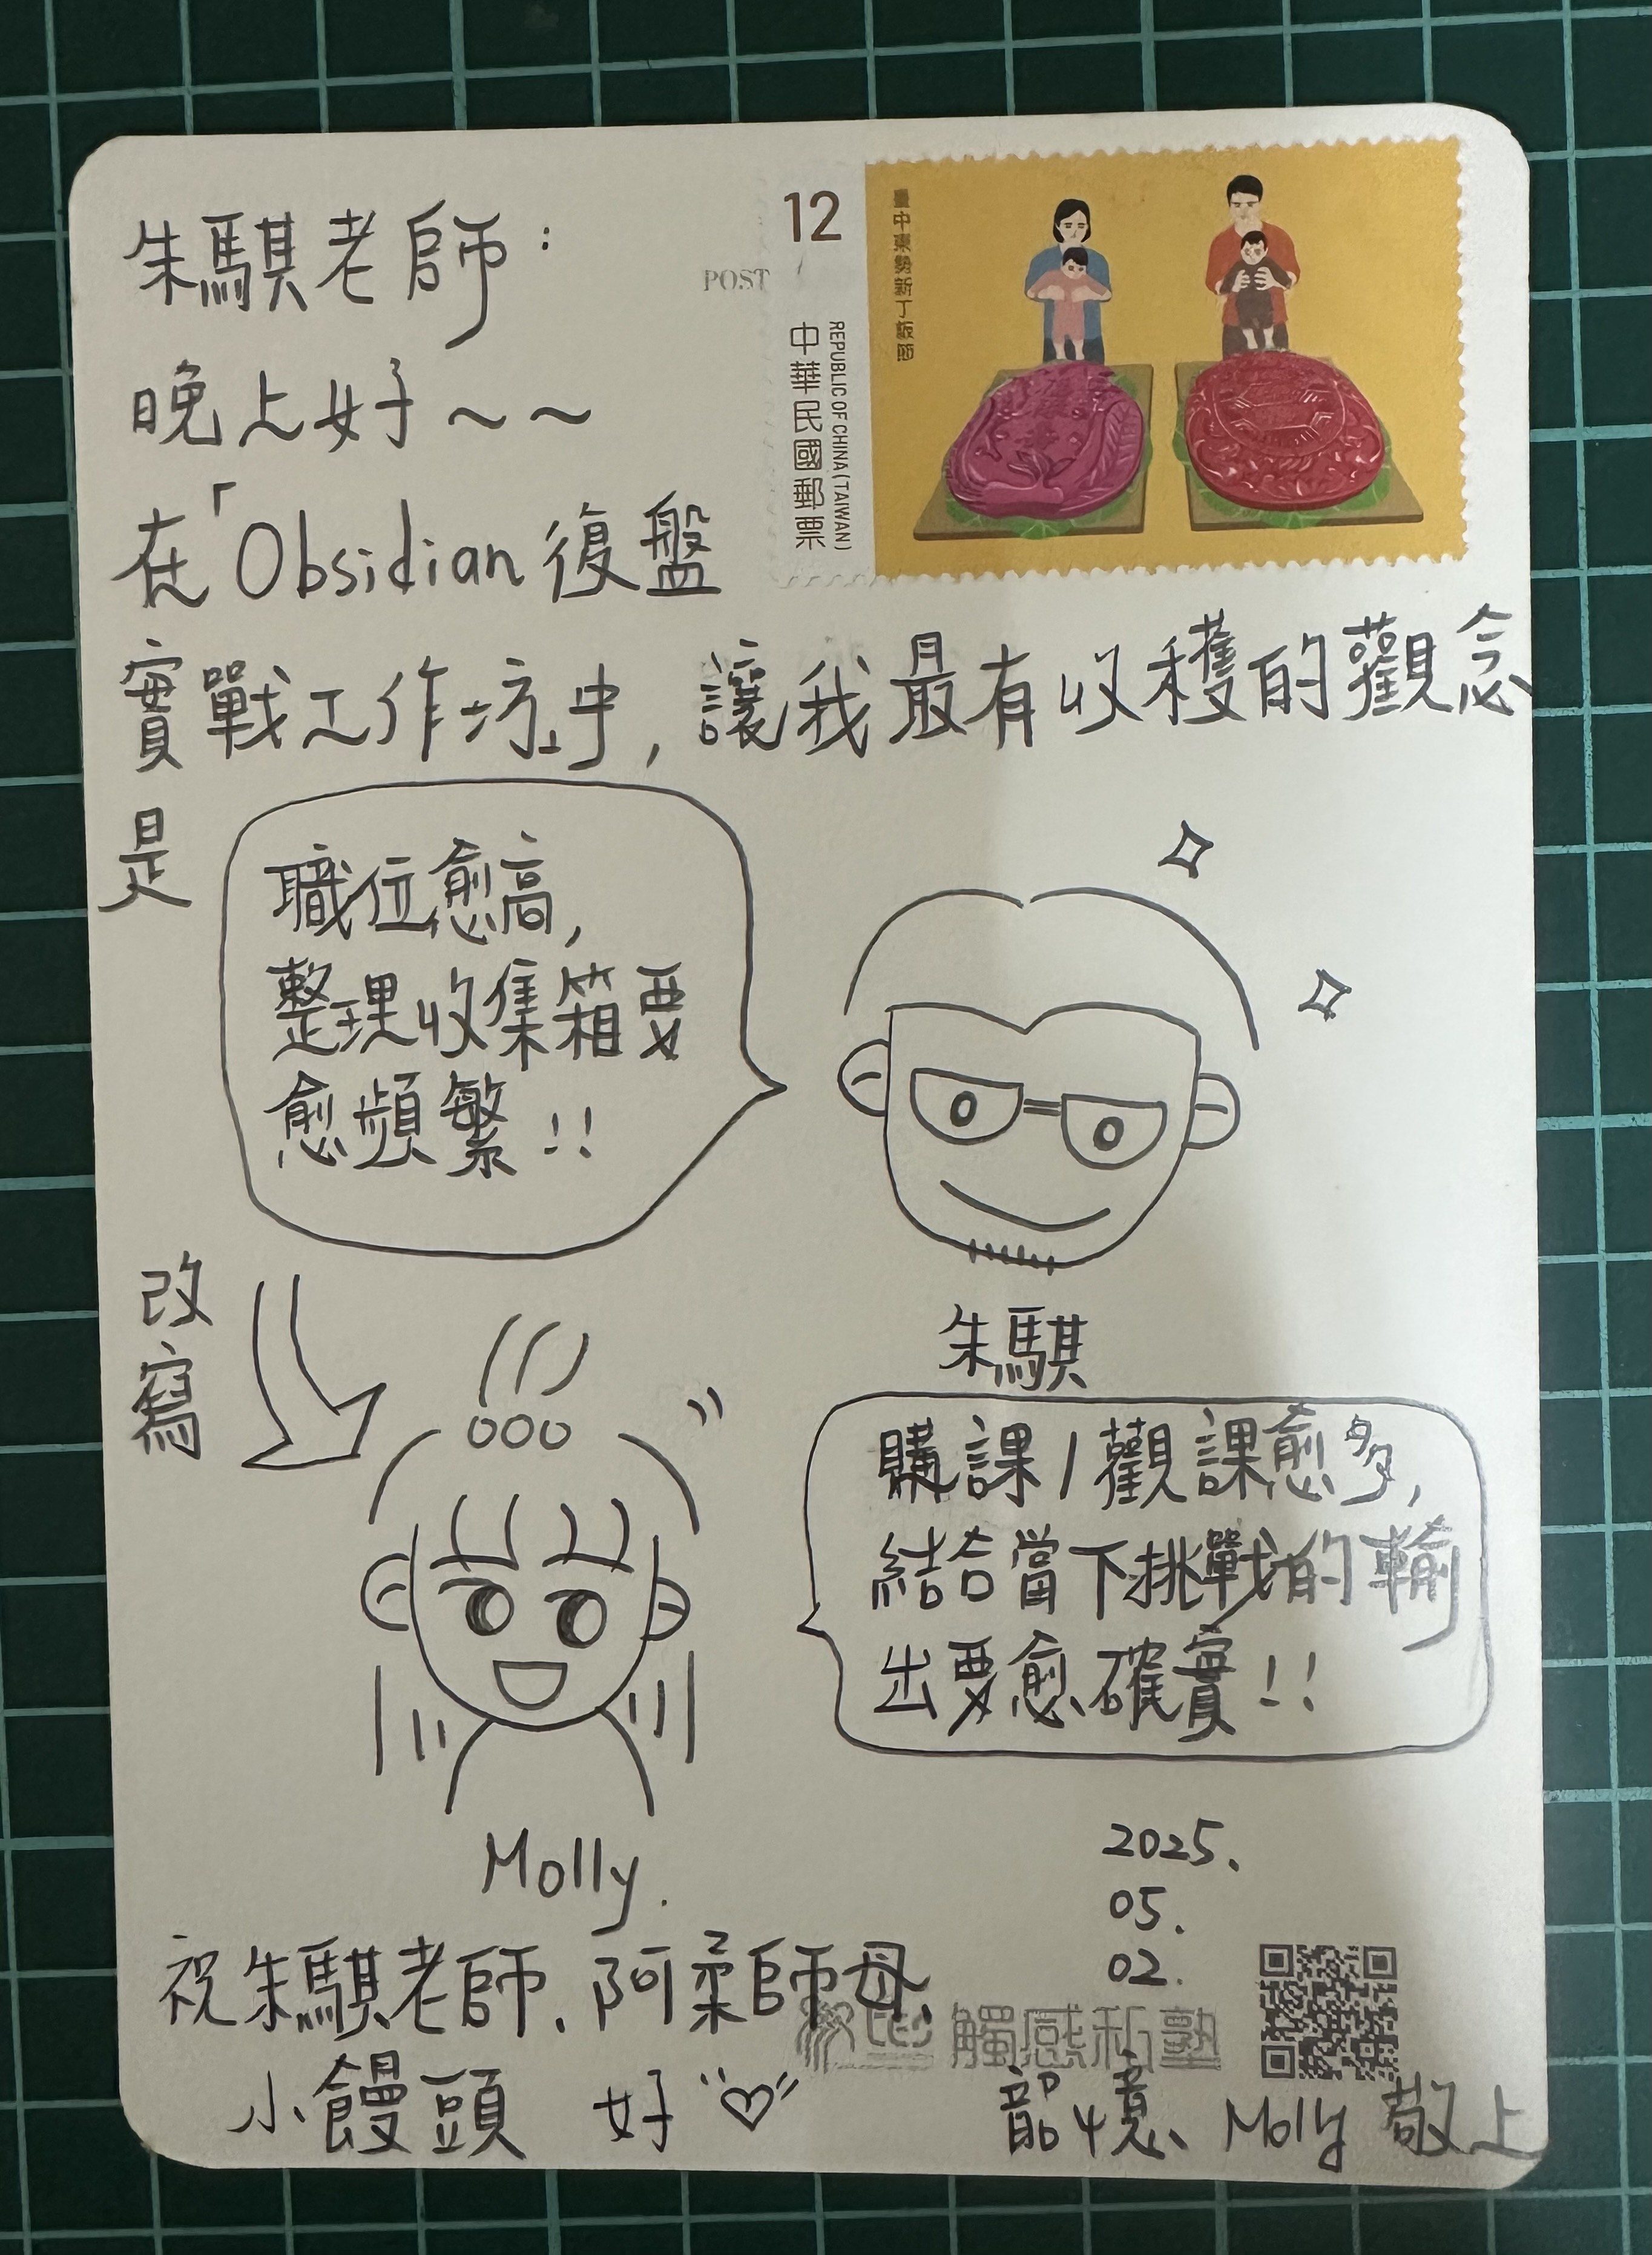 朱騏老師：
晚上好～～
在「Obsidian 復盤
實戰工作坊」中，讓我最有收穫的觀念
是
12
POST
中華民國郵票
REPUBLIC OF CHINA (TAIWAN)
臺中東勢新丁粄節
職位愈高，
整理收集箱要
愈頻繁！！
朱騏
改寫
購課/觀課愈多，
結合當下挑戰的輸
出要愈確實！！
Molly.
2025.
05.
02.
祝朱騏老師、阿柔師母、
小饅頭 好
觸感私塾
憶 Molly 敬上